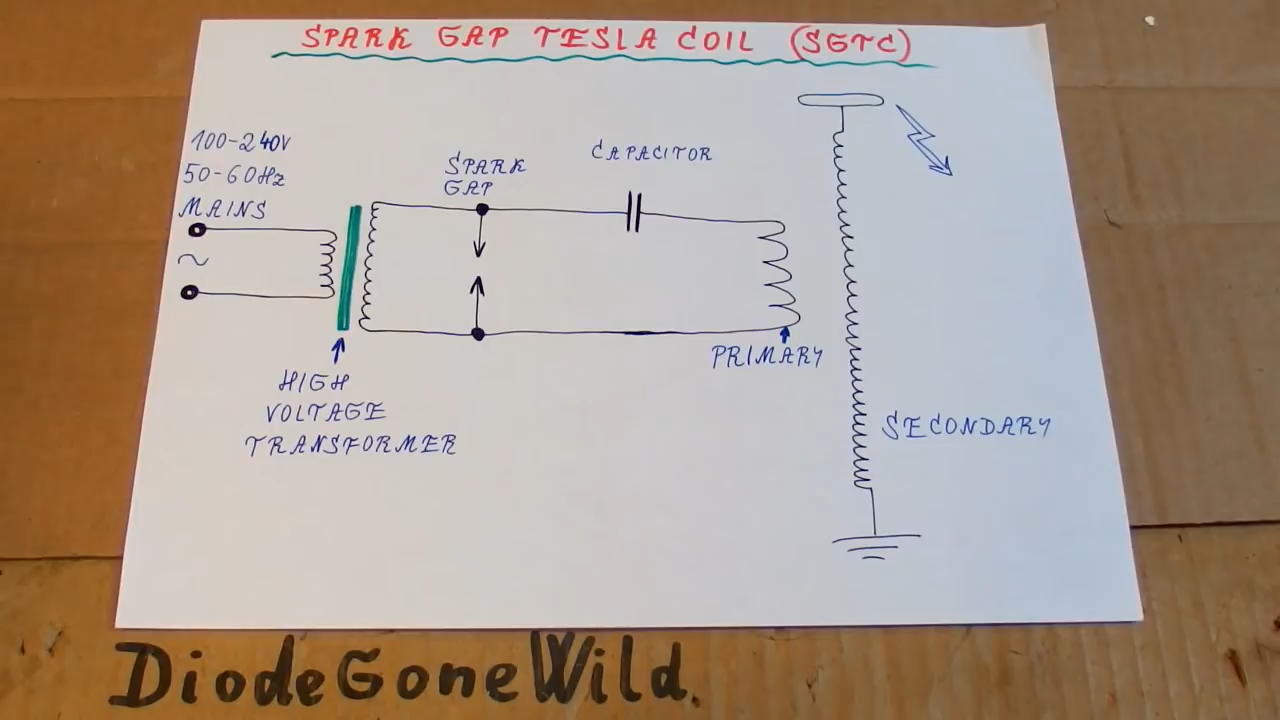 SPARK GAP TESLA COIL (SGTC)
100-240V
50-60Hz
MAINS
~
SPARK
GAP
CAPACITOR
HIGH
VOLTAGE
TRANSFORMER
PRIMARY
SECONDARY
DiodeGoneWild.